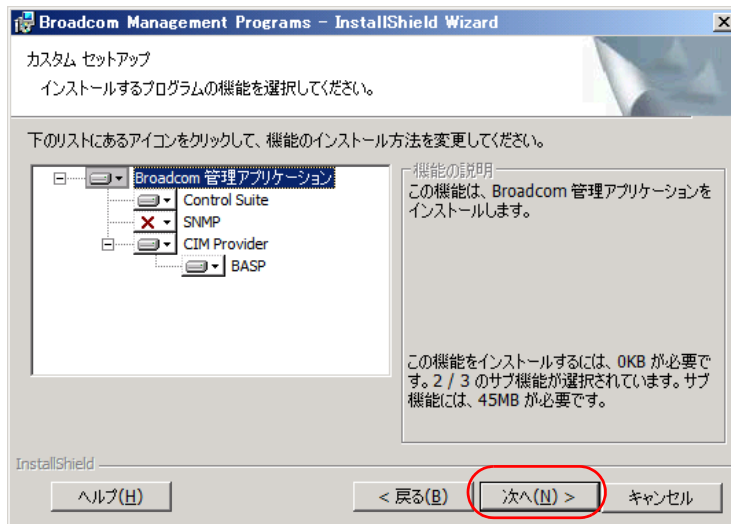 Broadcom Management Programs - InstallShield Wizard
カスタム セットアップ
インストールするプログラムの機能を選択してください。
下のリストにあるアイコンをクリックして、機能のインストール方法を変更してください。
Broadcom 管理アプリケーション
Control Suite
SNMP
CIM Provider
BASP
機能の説明
この機能は、Broadcom 管理アプリケーションを
インストールします。
この機能をインストールするには、0KB が必要で
す。2 / 3 のサブ機能が選択されています。サブ
機能には、45MB が必要です。
InstallShield
ヘルプ(H)
< 戻る(B)
次へ(N) >
キャンセル